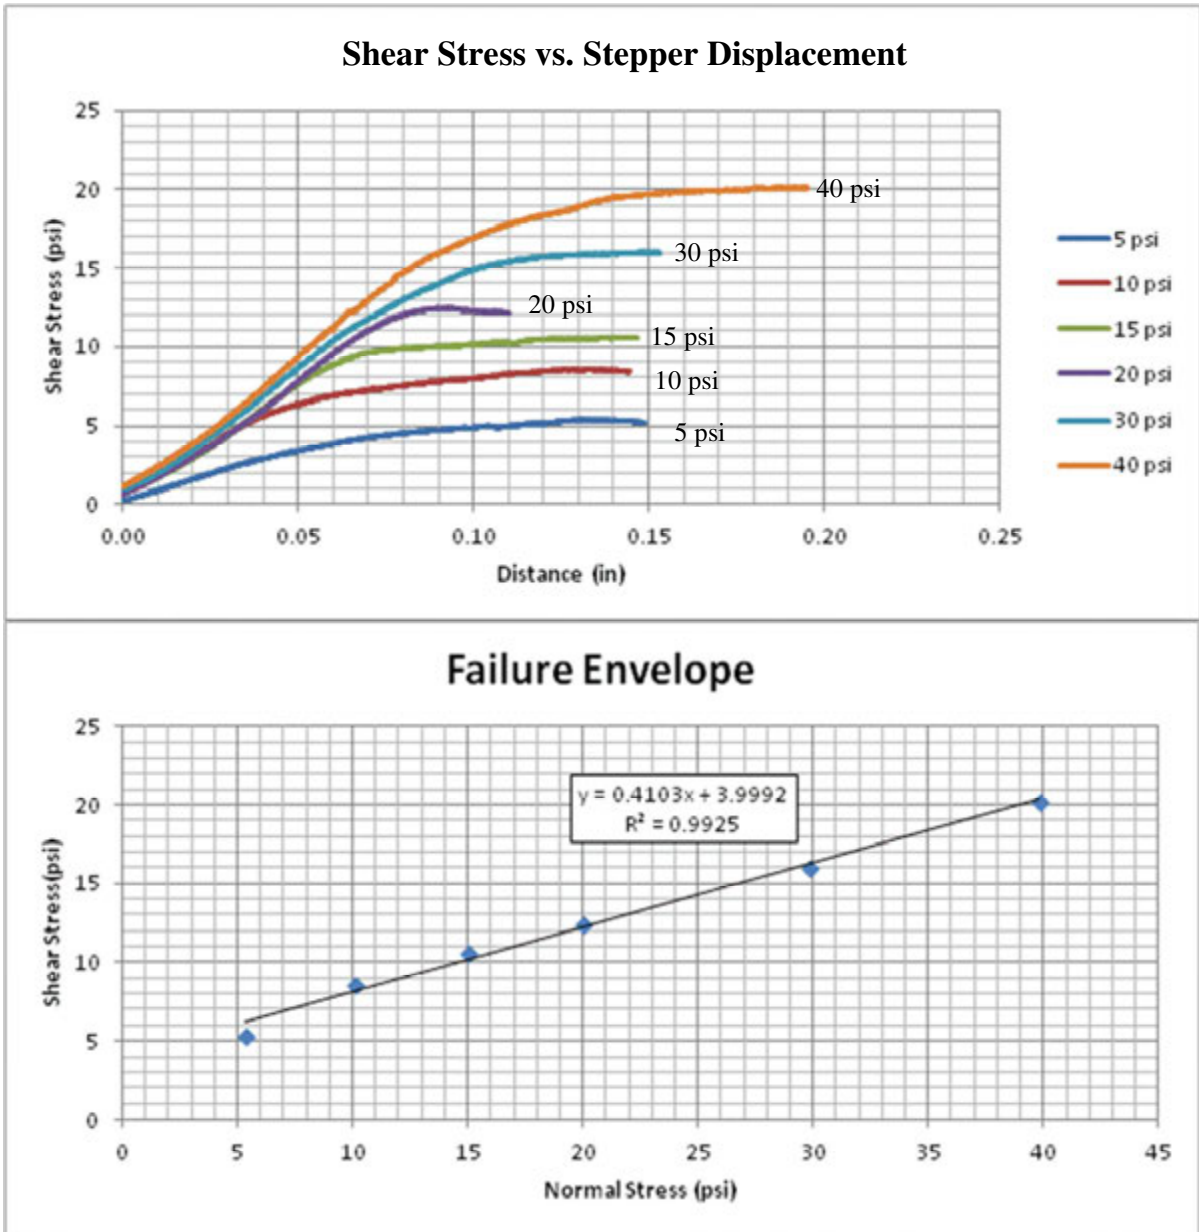 Shear Stress vs. Stepper Displacement
25
20
15
10
5
0
Shear Stress (psi)
40 psi
30 psi
20 psi
15 psi
10 psi
5 psi
5 psi
10 psi
15 psi
20 psi
30 psi
40 psi
0.00 0.05 0.10 0.15 0.20 0.25
Distance (in)
Failure Envelope
25
20
15
10
5
0
Shear Stress(psi)
y = 0.4103x + 3.9992
R² = 0.9925
0 5 10 15 20 25 30 35 40 45
Normal Stress (psi)